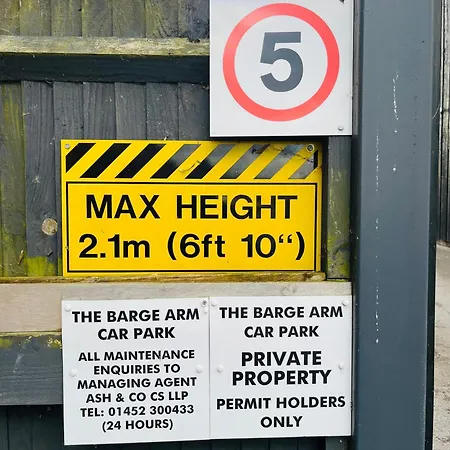 5
MAX HEIGHT
2.1m (6ft 10“)
THE BARGE ARM
CAR PARK
ALL MAINTENANCE
ENQUIRIES TO
MANAGING AGENT
ASH & CO CS LLP
TEL: 01452 300433
(24 HOURS)
THE BARGE ARM
CAR PARK
PRIVATE
PROPERTY
PERMIT HOLDERS
ONLY